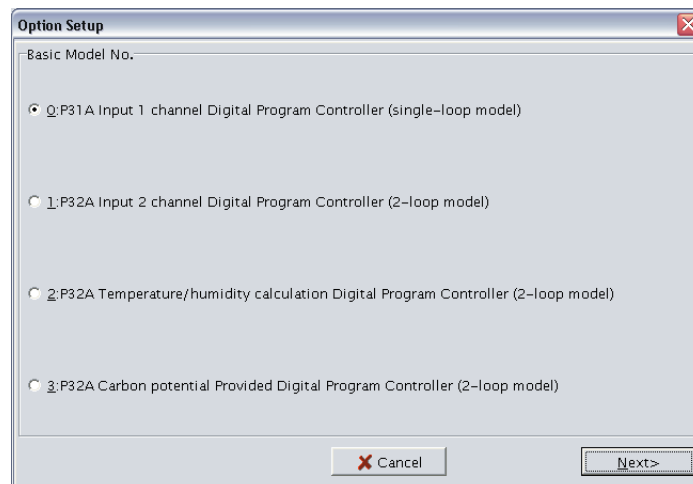 Option Setup
Basic Model No.
0:P31A Input 1 channel Digital Program Controller (single-loop model)
1:P32A Input 2 channel Digital Program Controller (2-loop model)
2:P32A Temperature/humidity calculation Digital Program Controller (2-loop model)
3:P32A Carbon potential Provided Digital Program Controller (2-loop model)
Cancel
Next>